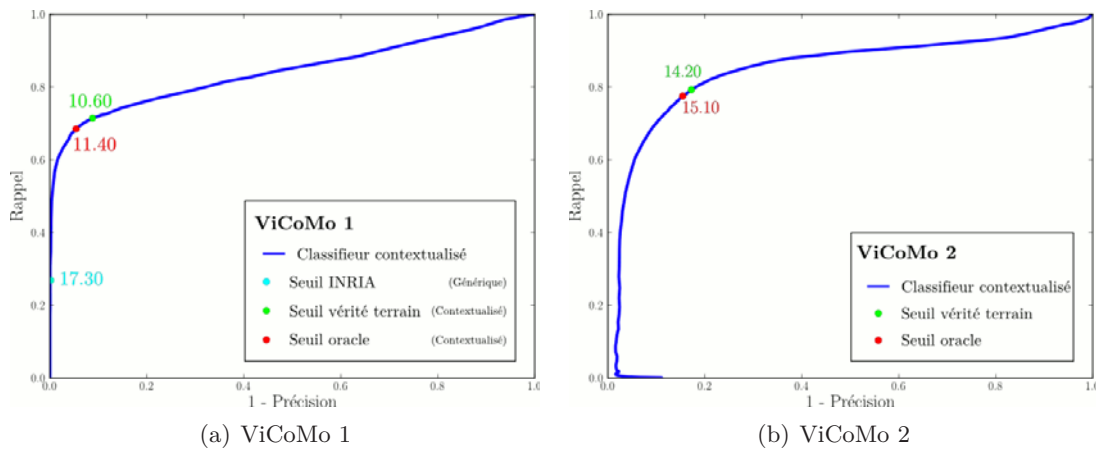 1.0
0.8
0.6
0.4
0.2
0.0
Rappel
10.60
11.40
17.30
ViCoMo 1
Classifieur contextualisé
Seuil INRIA (Générique)
Seuil vérité terrain (Contextualisé)
Seuil oracle (Contextualisé)
0.0 0.2 0.4 0.6 0.8 1.0
1 - Précision
(a) ViCoMo 1
1.0
0.8
0.6
0.4
0.2
0.0
Rappel
14.20
15.10
ViCoMo 2
Classifieur contextualisé
Seuil vérité terrain
Seuil oracle
0.0 0.2 0.4 0.6 0.8 1.0
1 - Précision
(b) ViCoMo 2